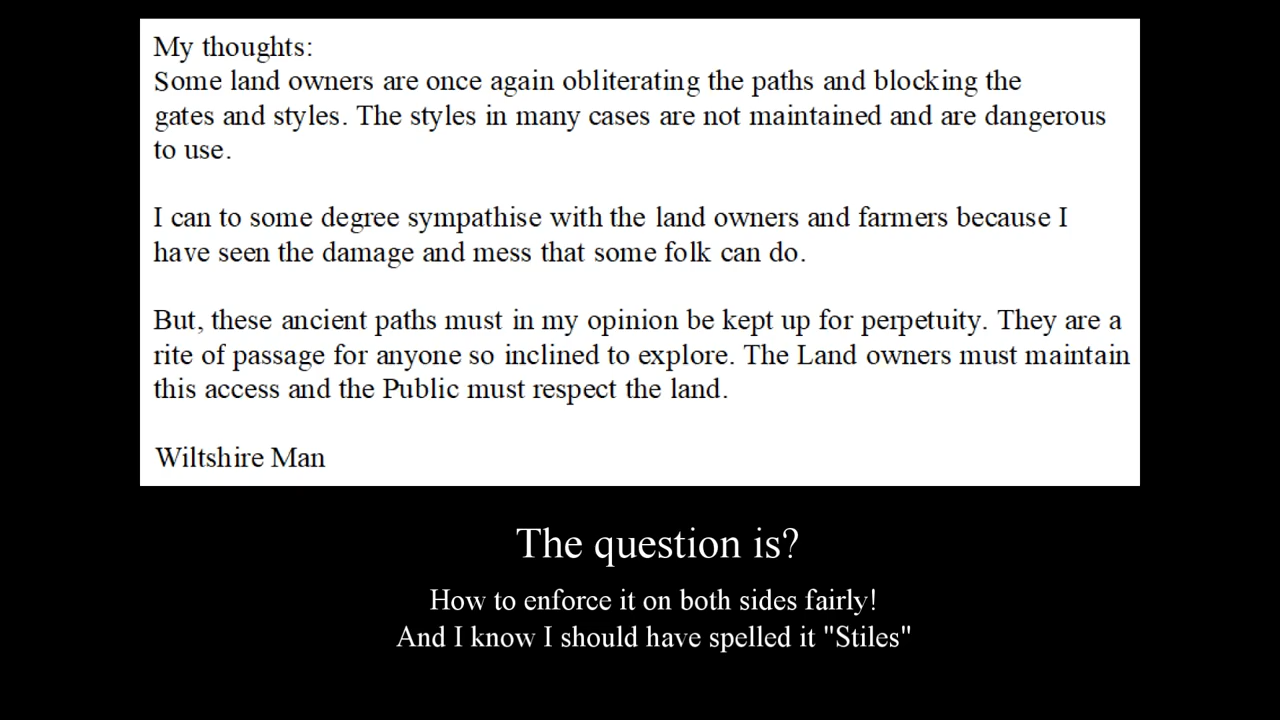 My thoughts:
Some land owners are once again obliterating the paths and blocking the
gates and styles. The styles in many cases are not maintained and are dangerous
to use.
I can to some degree sympathise with the land owners and farmers because I
have seen the damage and mess that some folk can do.
But, these ancient paths must in my opinion be kept up for perpetuity. They are a
rite of passage for anyone so inclined to explore. The Land owners must maintain
this access and the Public must respect the land.
Wiltshire Man
The question is?
How to enforce it on both sides fairly!
And I know I should have spelled it "Stiles"